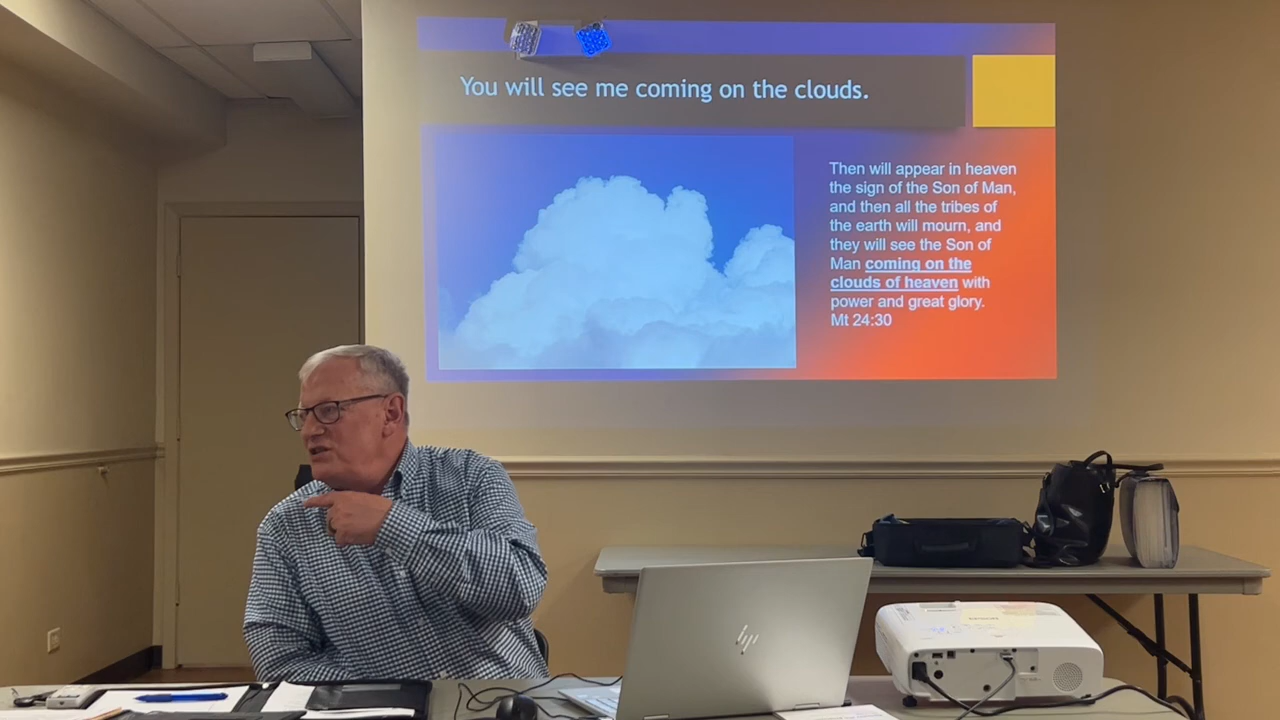 You will see me coming on the clouds.
Then will appear in heaven
the sign of the Son of Man,
and then all the tribes of
the earth will mourn, and
they will see the Son of
Man coming on the
clouds of heaven with
power and great glory.
Mt 24:30
hp